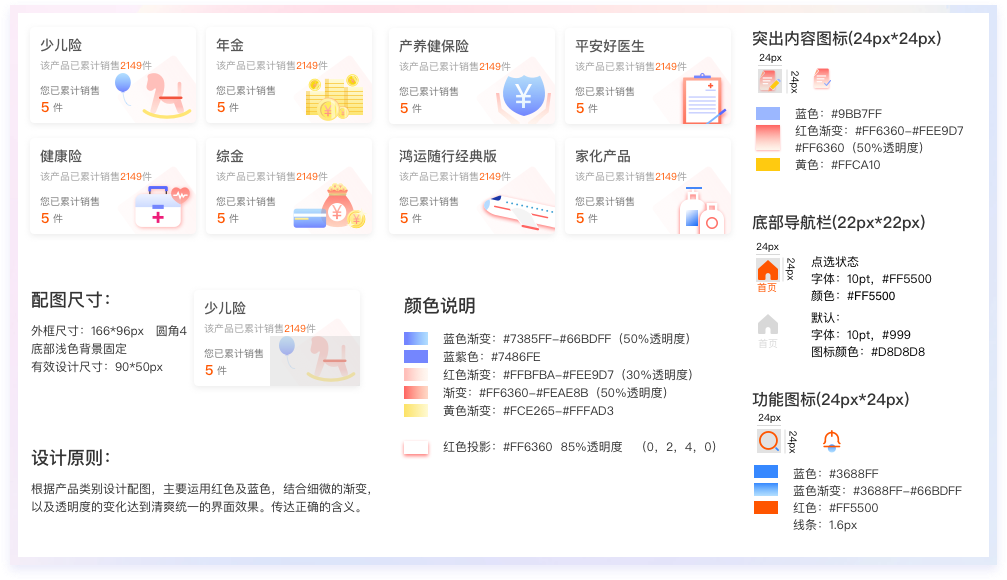 少儿险
该产品已累计销售2149件
您已累计销售
5 件
年金
该产品已累计销售2149件
您已累计销售
5 件
产养健保险
该产品已累计销售2149件
您已累计销售
5 件
平安好医生
该产品已累计销售2149件
您已累计销售
5 件
健康险
该产品已累计销售2149件
您已累计销售
5 件
综金
该产品已累计销售2149件
您已累计销售
5 件
鸿运随行经典版
该产品已累计销售2149件
您已累计销售
5 件
家化产品
该产品已累计销售2149件
您已累计销售
5 件
配图尺寸：
外框尺寸：166*96px 圆角4
底部浅色背景固定
有效设计尺寸：90*50px
少儿险
该产品已累计销售2149件
您已累计销售
5 件
设计原则：
根据产品类别设计配图，主要运用红色及蓝色，结合细微的渐变，
以及透明度的变化达到清爽统一的界面效果。传达正确的含义。
颜色说明
蓝色渐变：#7385FF-#66BDFF（50%透明度）
蓝紫色：#7486FE
红色渐变：#FFBFBA-#FEE9D7（30%透明度）
渐变：#FF6360-#FEAE8B（50%透明度）
黄色渐变：#FCE265-#FFFAD3
红色投影：#FF6360 85%透明度 （0，2，4，0）
突出内容图标(24px*24px)
24px
24px
蓝色：#9BB7FF
红色渐变：#FF6360-#FEE9D7
#FF6360（50%透明度）
黄色：#FFCA10
底部导航栏(22px*22px)
24px
24px
首页
点选状态
字体：10pt，#FF5500
颜色：#FF5500
首页
默认：
字体：10pt，#999
图标颜色：#D8D8D8
功能图标(24px*24px)
24px
24px
蓝色：#3688FF
蓝色渐变：#3688FF-#66BDFF
红色：#FF5500
线条：1.6px